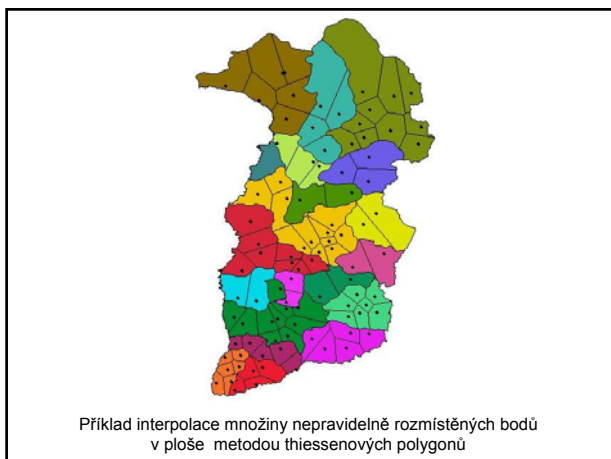 Příklad interpolace množiny nepravidelně rozmístěných bodů
v ploše metodou thiessenových polygonů